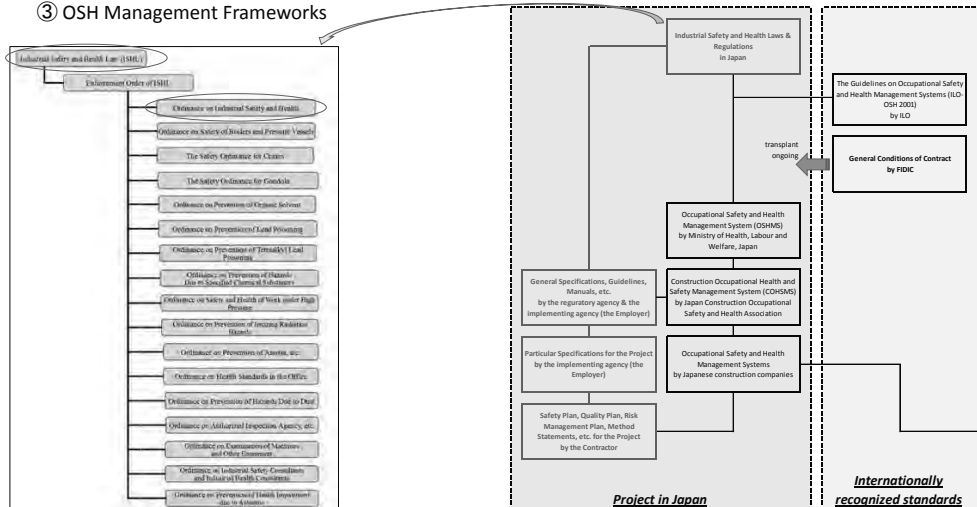 ③ OSH Management Frameworks
Industrial Safety and Health Law (ISHL)
Enforcement Order of ISHL
Ordinance on Industrial Safety and Health
Ordinance on Safety of Boilers and Pressure Vessels
The Safety Ordinance for Cranes
The Safety Ordinance for Gondola
Ordinance on Prevention of Organic Solvent
Ordinance on Prevention of Lead Poisoning
Ordinance on Prevention of Tetraalkyl Lead
Poisoning
Ordinance on Prevention of Hazards
Due to Specified Chemical Substances
Ordinance on Safety and Health of Work under High
Pressure
Ordinance on Prevention of Ionizing Radiation
Hazards
Ordinance on Prevention of Anoxia, etc.
Ordinance on Health Standards in the Office
Ordinance on Prevention of Hazards Due to Dust
Ordinance on Authorized Inspection Agency, etc.
Ordinance on Examination of Machines
and Other
Ordinance on Industrial Safety Consultants
and Industrial Health Consultants
Ordinance on Prevention of Health Impairment
due to Asbestos
Industrial Safety and Health Laws &
Regulations
in Japan
transplant
ongoing
Occupational Safety and Health
Management System (OSHMS)
by Ministry of Health, Labour and
Welfare, Japan
General Specifications, Guidelines,
Manuals, etc.
by the reguratory agency & the
implementing agency (the Employer)
Construction Occupational Health and
Safety Management System (COHSMS)
by Japan Construction Occupational
Safety and Health Association
Particular Specifications for the Project
by the implementing agency (the
Employer)
Occupational Safety and Health
Management Systems
by Japanese construction companies
Safety Plan, Quality Plan, Risk
Management Plan, Method
Statements, etc. for the Project
by the Contractor
Project in Japan
The Guidelines on Occupational Safety
and Health Management Systems (ILO-
OSH 2001)
by ILO
General Conditions of Contract
by FIDIC
Internationally
recognized standards